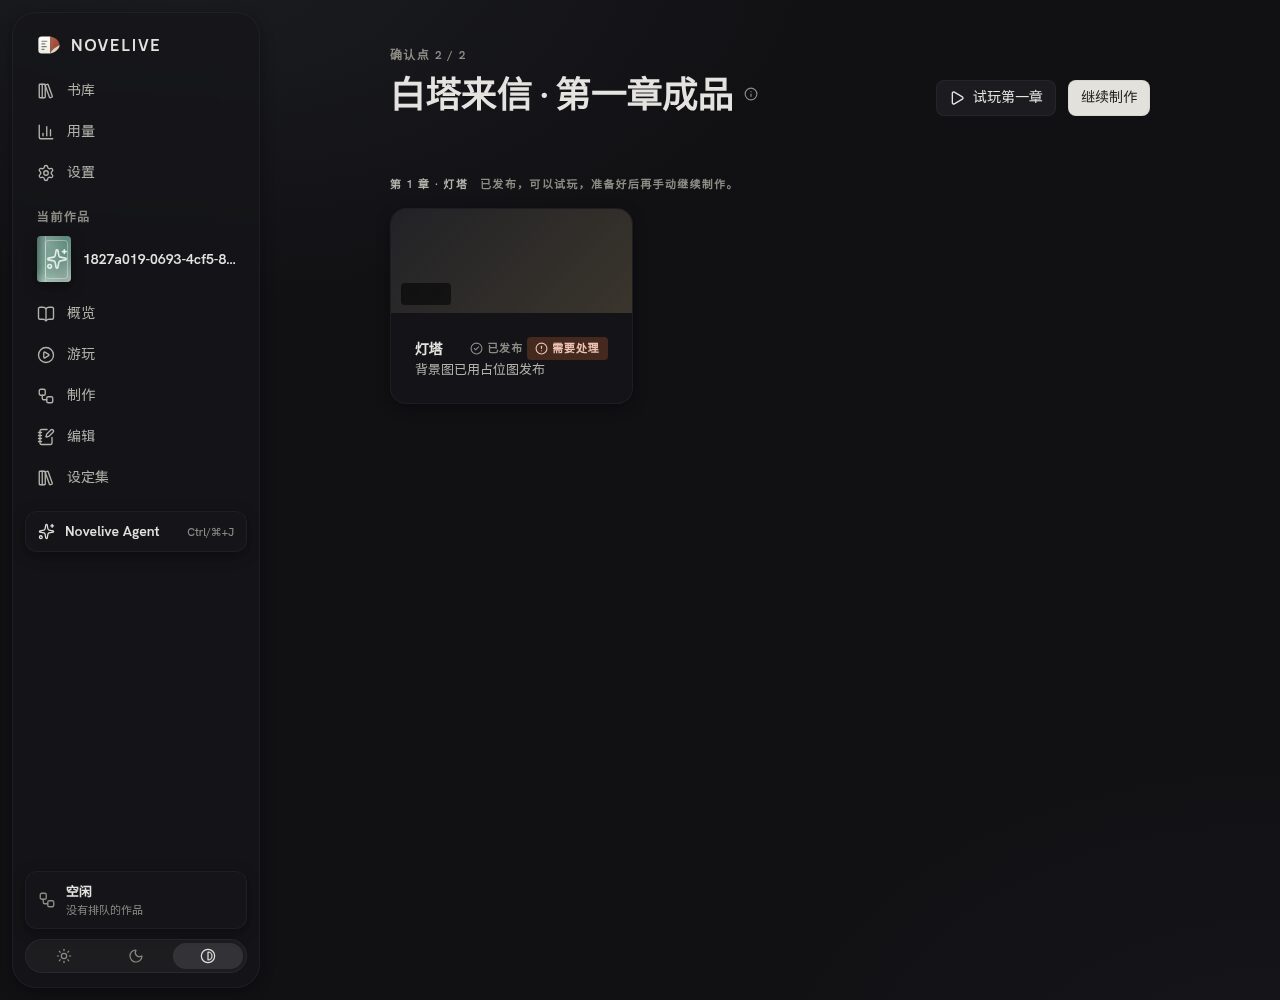 NOVELIVE
书库
用量
设置
当前作品
1827a019-0693-4cf5-8...
概览
游玩
制作
编辑
设定集
Novelive Agent Ctrl/⌘+J
空闲
没有排队的作品
确认点 2 / 2
白塔来信 · 第一章成品
试玩第一章
继续制作
第 1 章 · 灯塔 已发布，可以试玩，准备好后再手动继续制作。
灯塔 已发布 需要处理
背景图已用占位图发布